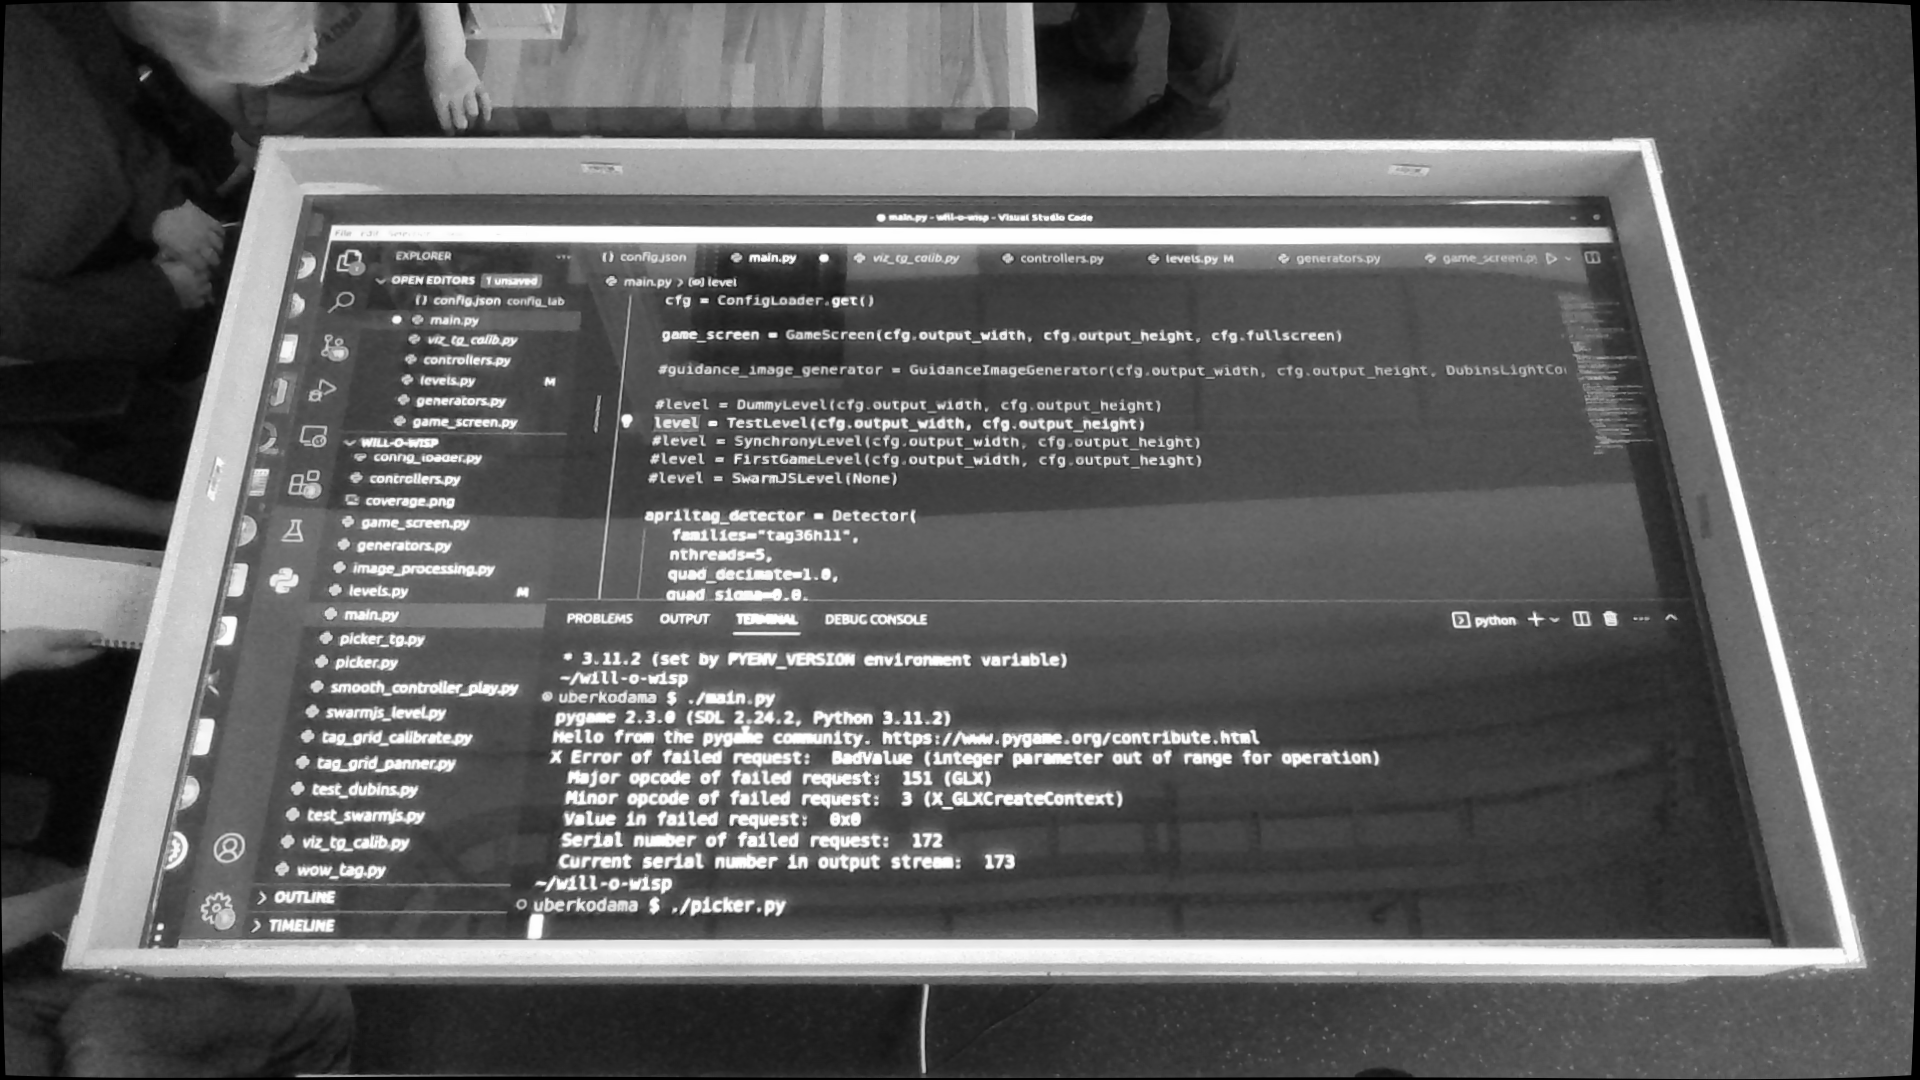 main.py - will-o-wisp - Visual Studio Code
File Edit
EXPLORER
OPEN EDITORS 1 unsaved
{} config.json config_lab
main.py
viz_tg_calib.py
controllers.py
levels.py M
generators.py
game_screen.py
WILL-O-WISP
config_loader.py
controllers.py
coverage.png
game_screen.py
generators.py
image_processing.py
levels.py M
main.py
picker_tg.py
picker.py
smooth_controller_play.py
swarmjs_level.py
tag_grid_calibrate.py
tag_grid_panner.py
test_dubins.py
test_swarmjs.py
viz_tg_calib.py
wow_tag.py
OUTLINE
TIMELINE
{} config.json main.py viz_tg_calib.py controllers.py levels.py M generators.py game_screen.py
main.py > level
cfg = ConfigLoader.get()
game_screen = GameScreen(cfg.output_width, cfg.output_height, cfg.fullscreen)
#guidance_image_generator = GuidanceImageGenerator(cfg.output_width, cfg.output_height, DubinsLightCo
#level = DummyLevel(cfg.output_width, cfg.output_height)
level = TestLevel(cfg.output_width, cfg.output_height)
#level = SynchronyLevel(cfg.output_width, cfg.output_height)
#level = FirstGameLevel(cfg.output_width, cfg.output_height)
#level = SwarmJSLevel(None)
apriltag_detector = Detector(
families="tag36h11",
nthreads=5,
quad_decimate=1.0,
quad_sigma=0.0,
PROBLEMS OUTPUT TERMINAL DEBUG CONSOLE python
* 3.11.2 (set by PYENV_VERSION environment variable)
~/will-o-wisp
uberkodama $ ./main.py
pygame 2.3.0 (SDL 2.24.2, Python 3.11.2)
Hello from the pygame community. https://www.pygame.org/contribute.html
X Error of failed request: BadValue (integer parameter out of range for operation)
Major opcode of failed request: 151 (GLX)
Minor opcode of failed request: 3 (X_GLXCreateContext)
Value in failed request: 0x0
Serial number of failed request: 172
Current serial number in output stream: 173
~/will-o-wisp
uberkodama $ ./picker.py